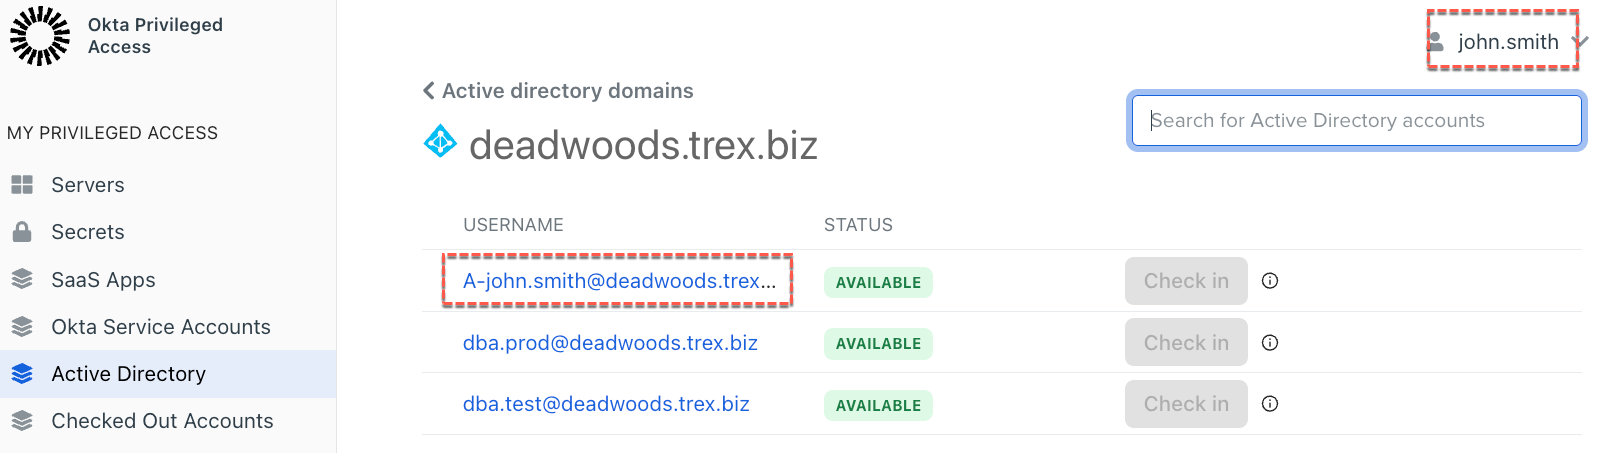 Okta Privileged
Access
john.smith
MY PRIVILEGED ACCESS
Servers
Secrets
SaaS Apps
Okta Service Accounts
Active Directory
Checked Out Accounts
Active directory domains
deadwoods.trex.biz
Search for Active Directory accounts
USERNAME STATUS
A-john.smith@deadwoods.trex... AVAILABLE Check in
dba.prod@deadwoods.trex.biz AVAILABLE Check in
dba.test@deadwoods.trex.biz AVAILABLE Check in